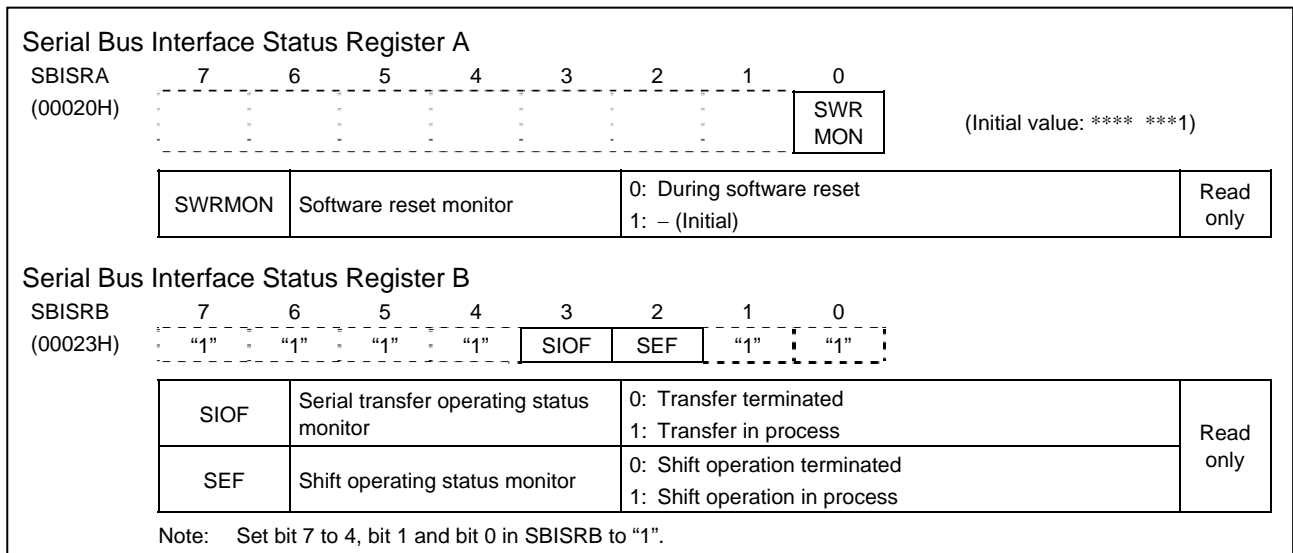 Serial Bus Interface Status Register A
SBISRA 7 6 5 4 3 2 1 0
(00020H) SWR MON (Initial value: **** ***1)
SWRMON Software reset monitor 0: During software reset Read only
1: – (Initial)
Serial Bus Interface Status Register B
SBISRB 7 6 5 4 3 2 1 0
(00023H) “1” “1” “1” “1” SIOF SEF “1” “1”
SIOF Serial transfer operating status monitor 0: Transfer terminated
1: Transfer in process
Read only
SEF Shift operating status monitor 0: Shift operation terminated
1: Shift operation in process
Note: Set bit 7 to 4, bit 1 and bit 0 in SBISRB to “1”.